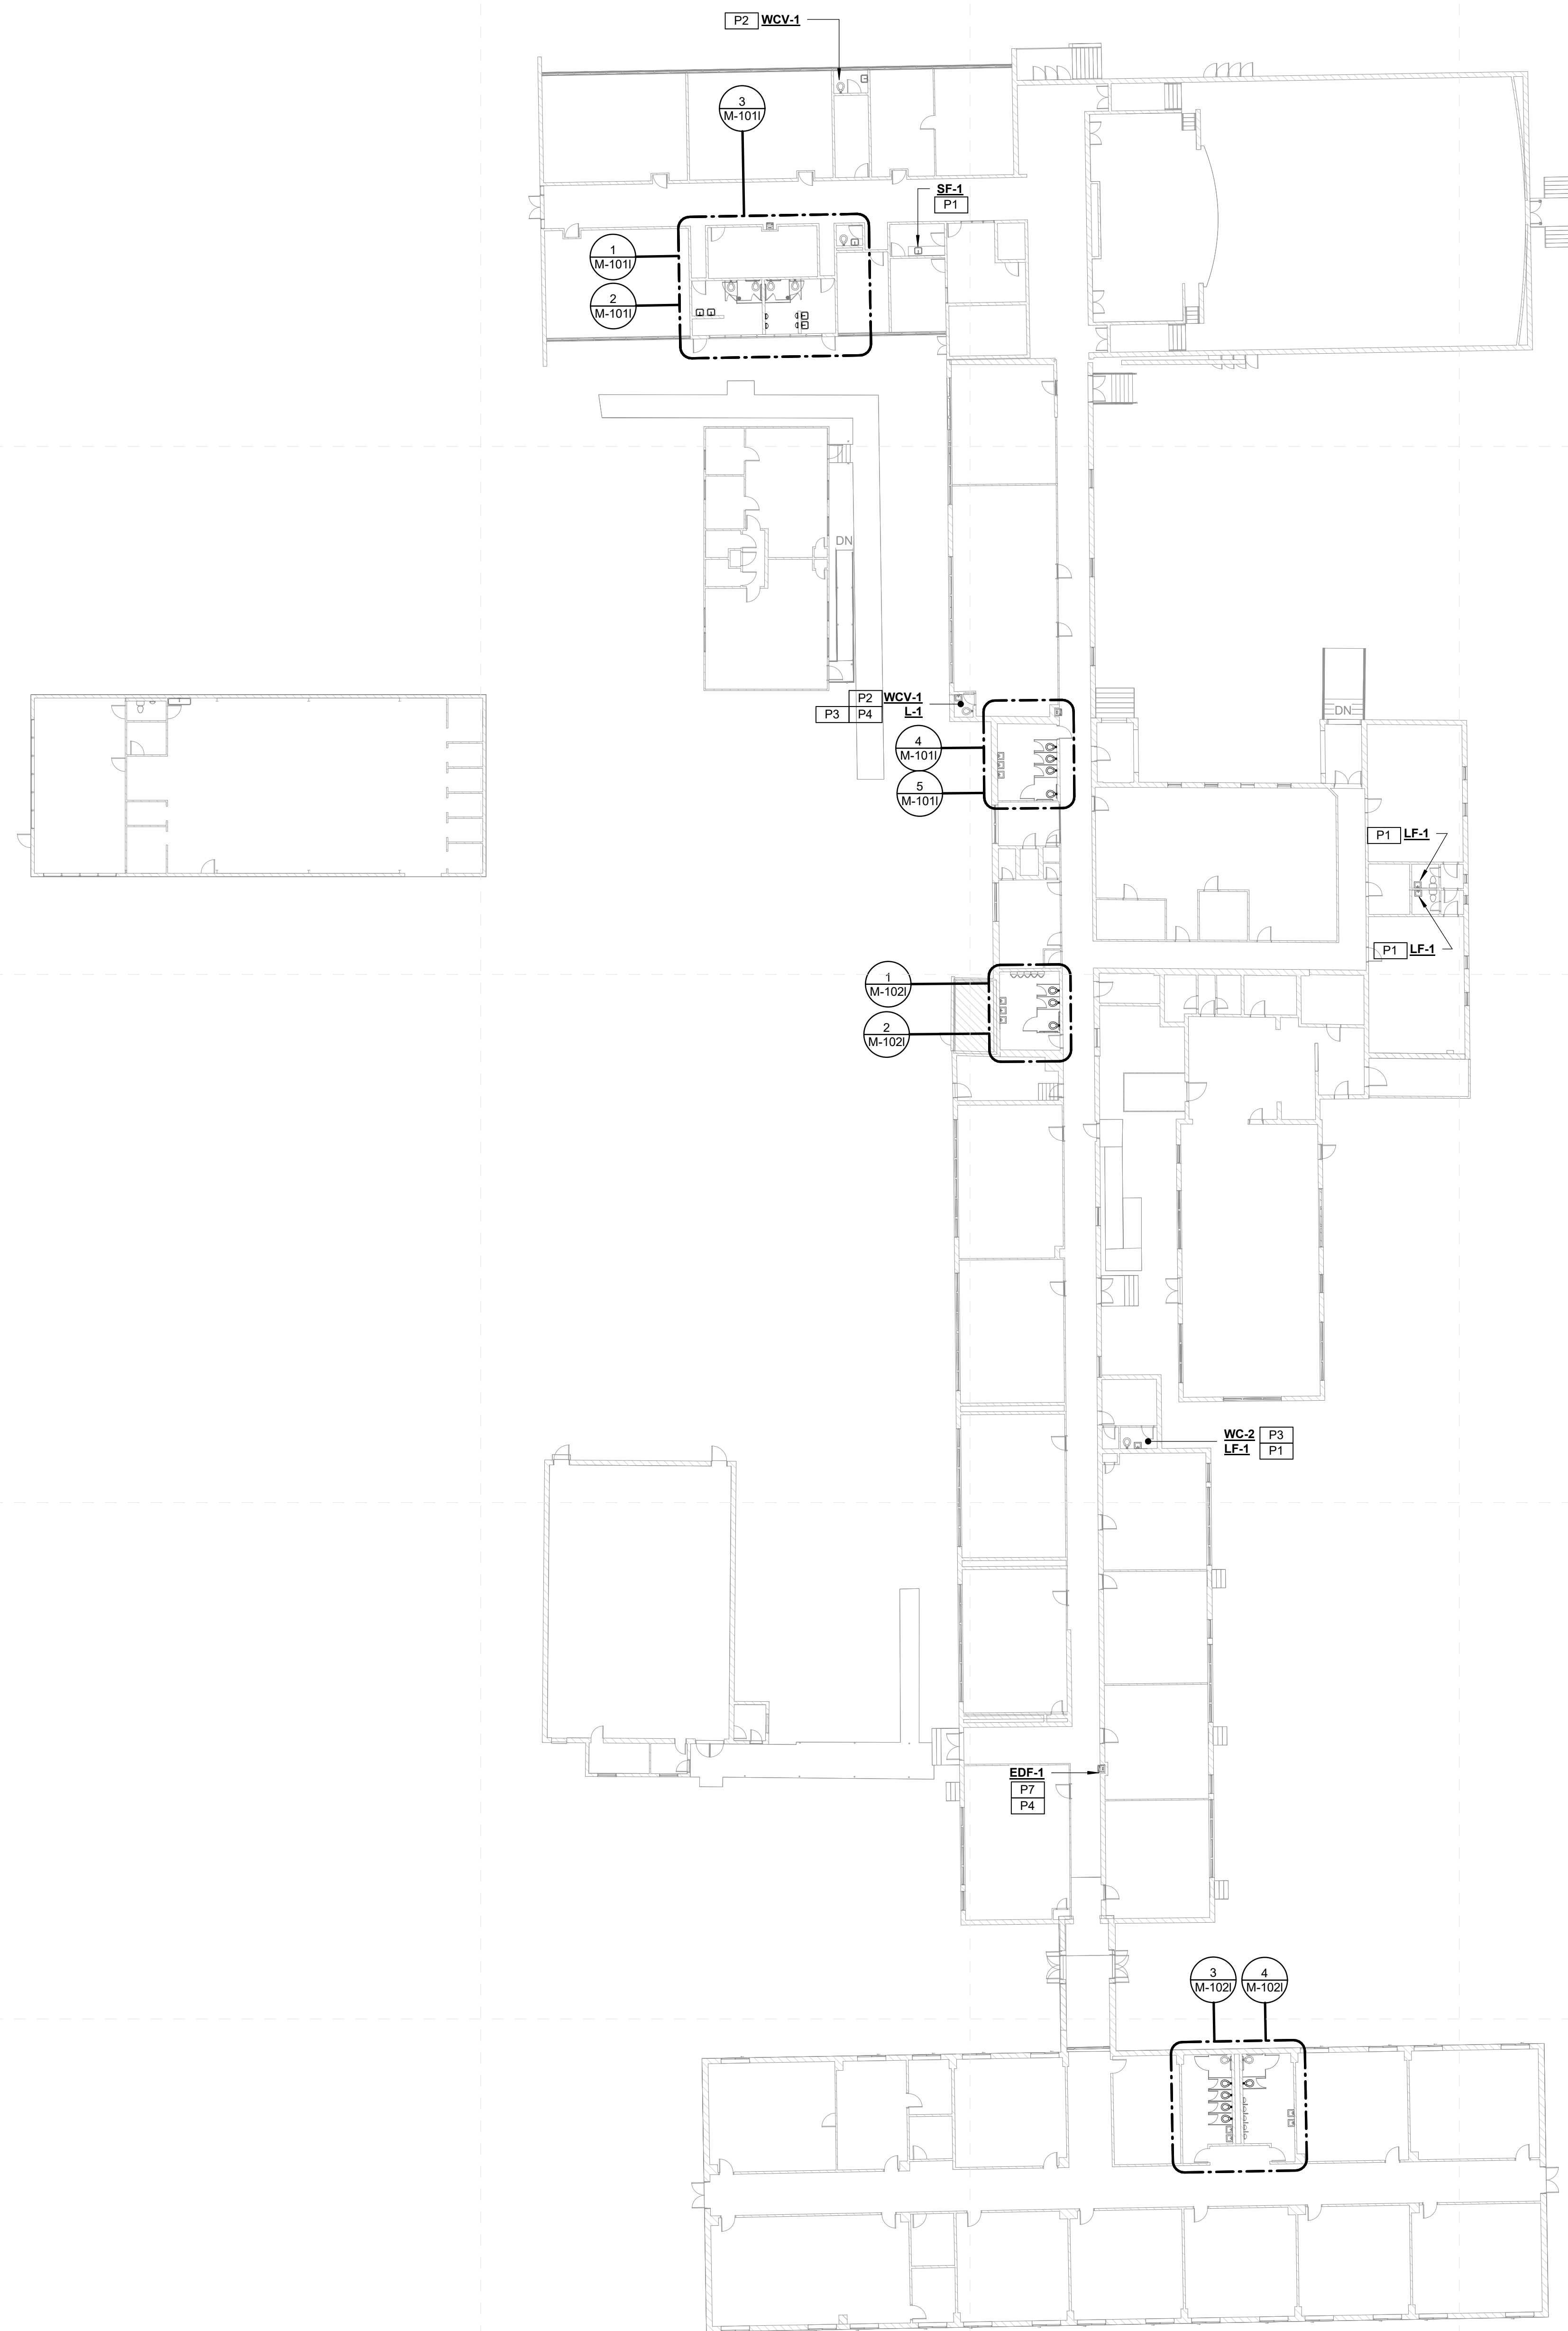 P2 WCV-1
3
M-101I
SF-1
P1
1
M-101I
2
M-101I
DN
P2 WCV-1
P3 P4 L-1
DN
4
M-101I
5
M-101I
P1 LF-1
P1 LF-1
1
M-102I
2
M-102I
WC-2 P3
LF-1 P1
EDF-1
P7
P4
3
M-102I
4
M-102I